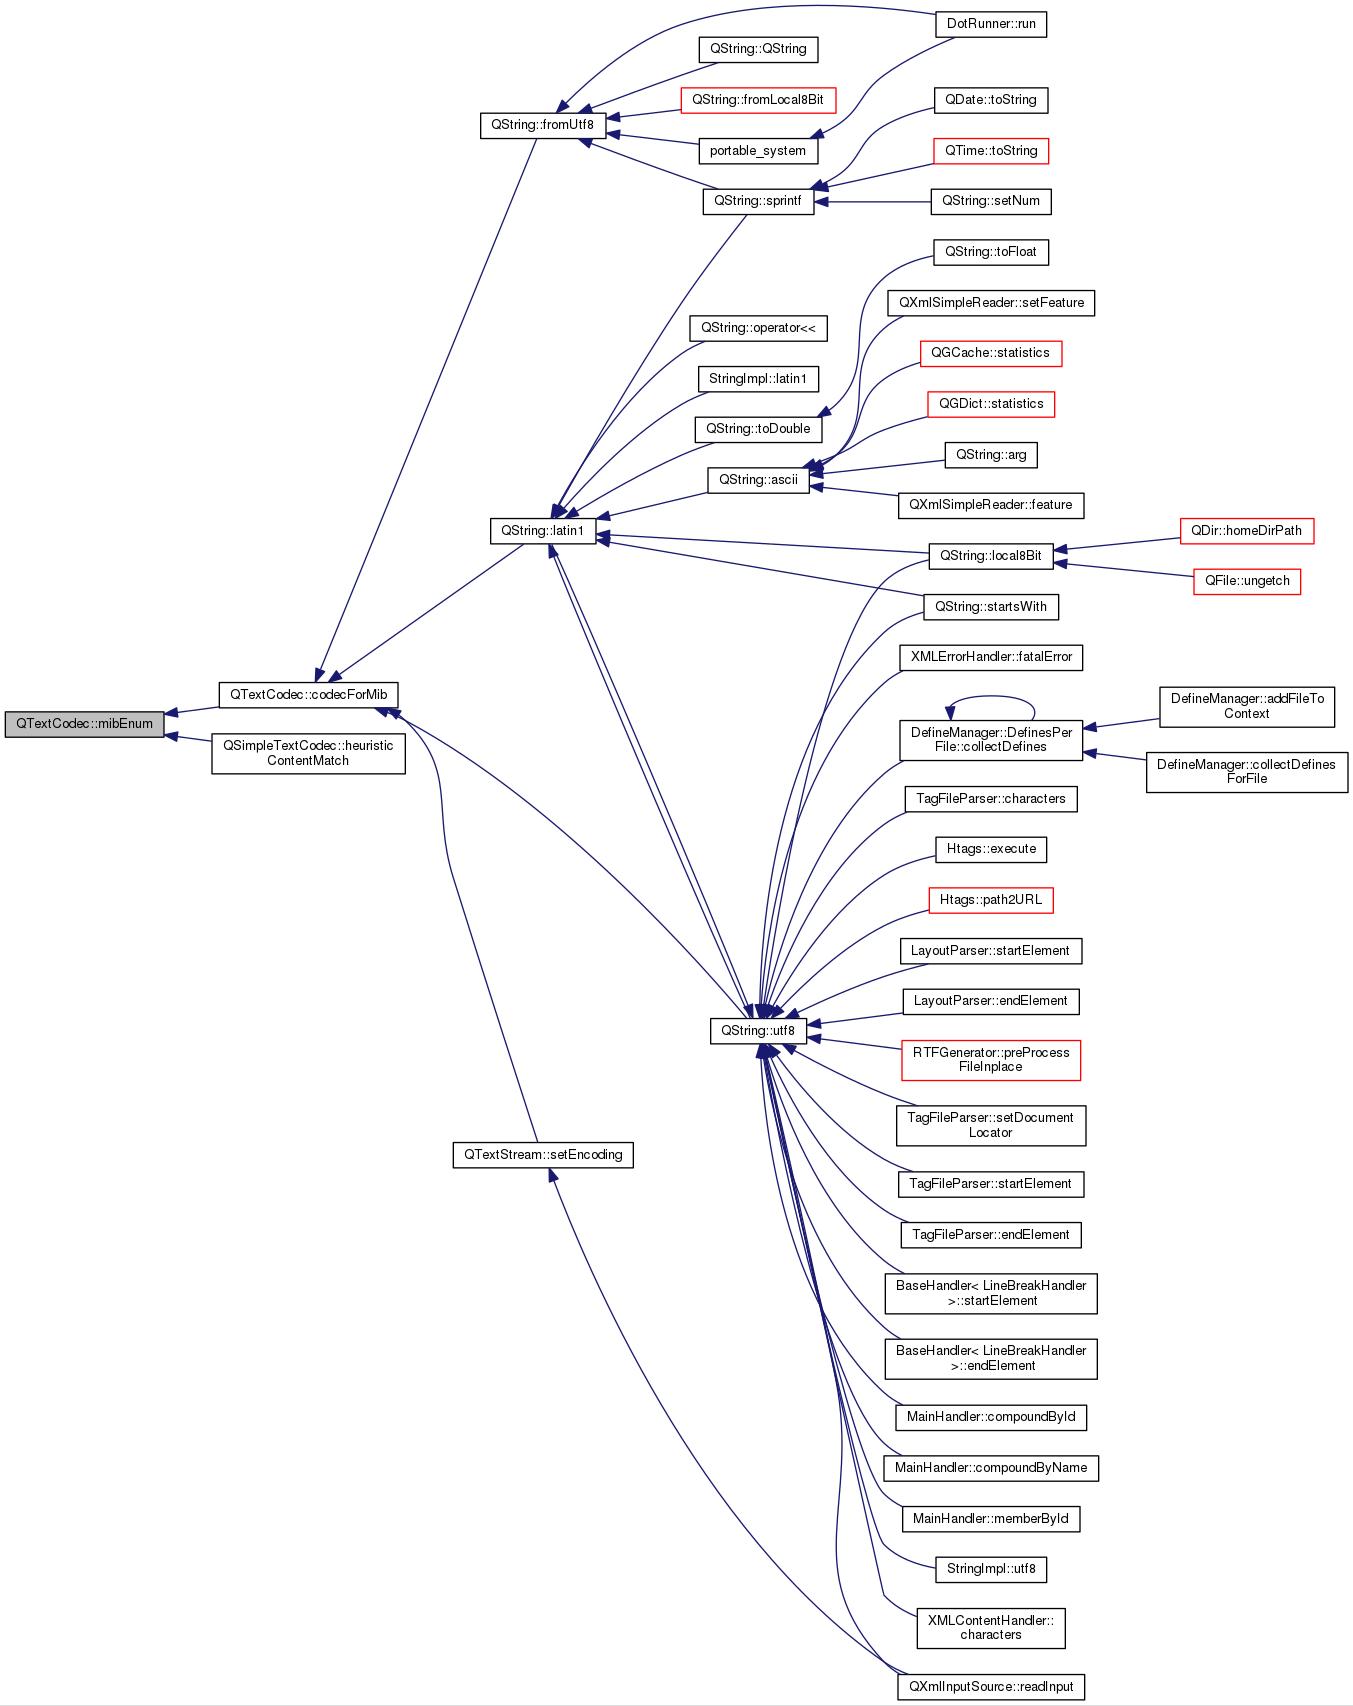 DotRunner::run
QString::QString
QString::fromLocal8Bit
QDate::toString
QString::fromUtf8
portable_system
QTime::toString
QString::sprintf
QString::setNum
QString::toFloat
QXmlSimpleReader::setFeature
QString::operator<<
QGCache::statistics
StringImpl::latin1
QGDict::statistics
QString::toDouble
QString::arg
QString::ascii
QXmlSimpleReader::feature
QString::latin1
QDir::homeDirPath
QString::local8Bit
QFile::ungetch
QString::startsWith
XMLErrorHandler::fatalError
QTextCodec::codecForMib
DefineManager::addFileTo
Context
QTextCodec::mibEnum
DefineManager::DefinesPer
File::collectDefines
QSimpleTextCodec::heuristic
ContentMatch
DefineManager::collectDefines
ForFile
TagFileParser::characters
Htags::execute
Htags::path2URL
LayoutParser::startElement
LayoutParser::endElement
QString::utf8
RTFGenerator::preProcess
FileInplace
TagFileParser::setDocument
Locator
QTextStream::setEncoding
TagFileParser::startElement
TagFileParser::endElement
BaseHandler< LineBreakHandler
>::startElement
BaseHandler< LineBreakHandler
>::endElement
MainHandler::compoundById
MainHandler::compoundByName
MainHandler::memberById
StringImpl::utf8
XMLContentHandler::
characters
QXmlInputSource::readInput